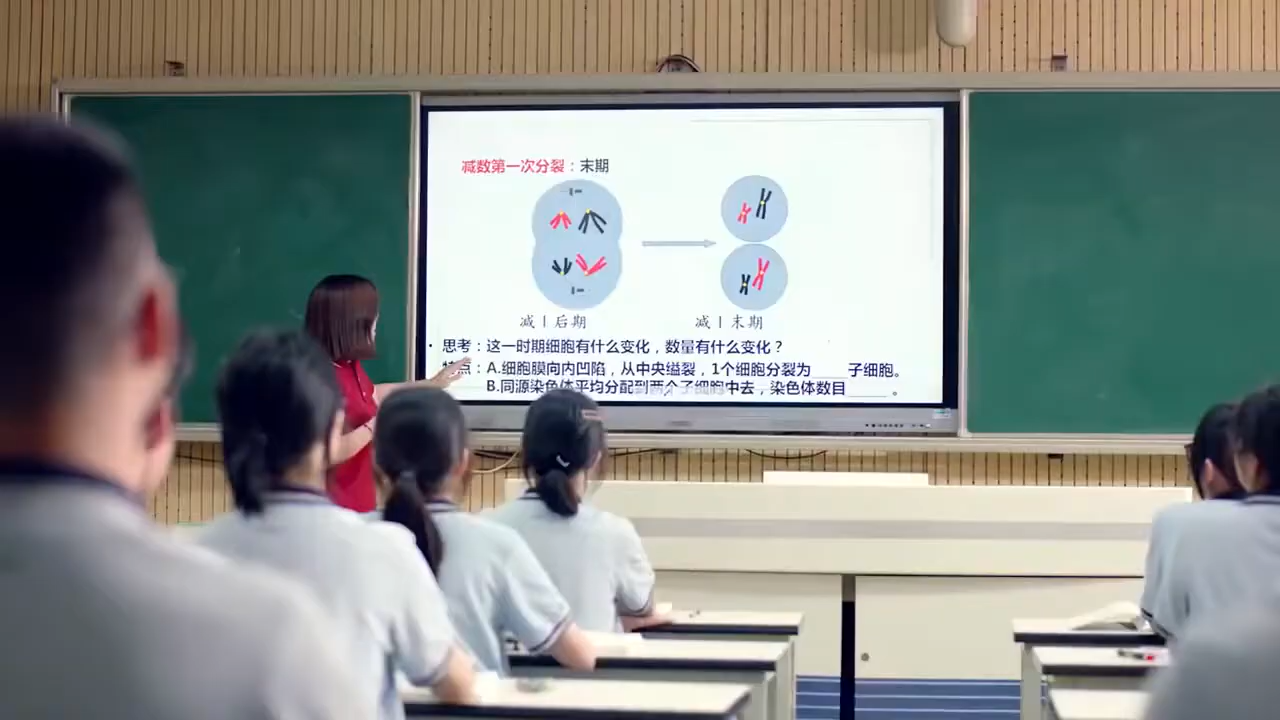 减数第一次分裂：末期
减Ⅰ后期
减Ⅰ末期
• 思考：这一时期细胞有什么变化，数量有什么变化？
特点：A.细胞膜向内凹陷，从中央缢裂，1个细胞分裂为____子细胞。
B.同源染色体平均分配到两个子细胞中去，染色体数目____。